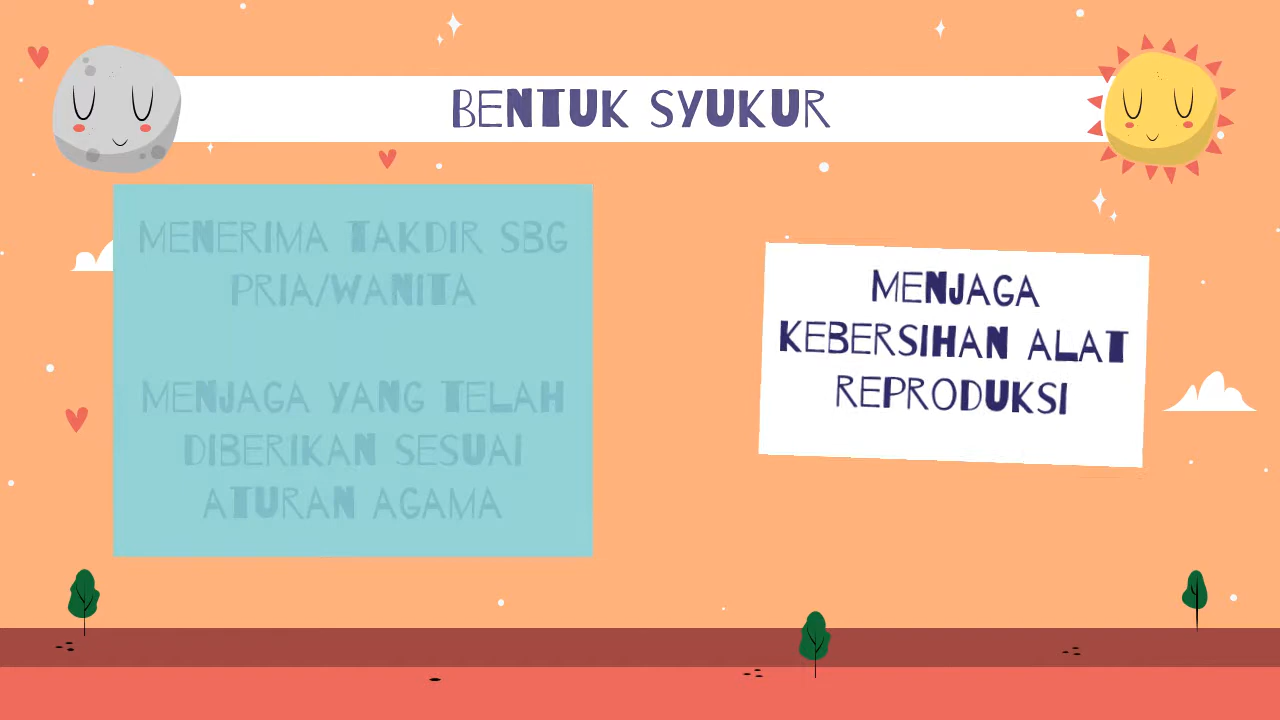 BENTUK SYUKUR
MENERIMA TAKDIR SBG
PRIA/WANITA
MENJAGA YANG TELAH
DIBERIKAN SESUAI
ATURAN AGAMA
MENJAGA
KEBERSIHAN ALAT
REPRODUKSI